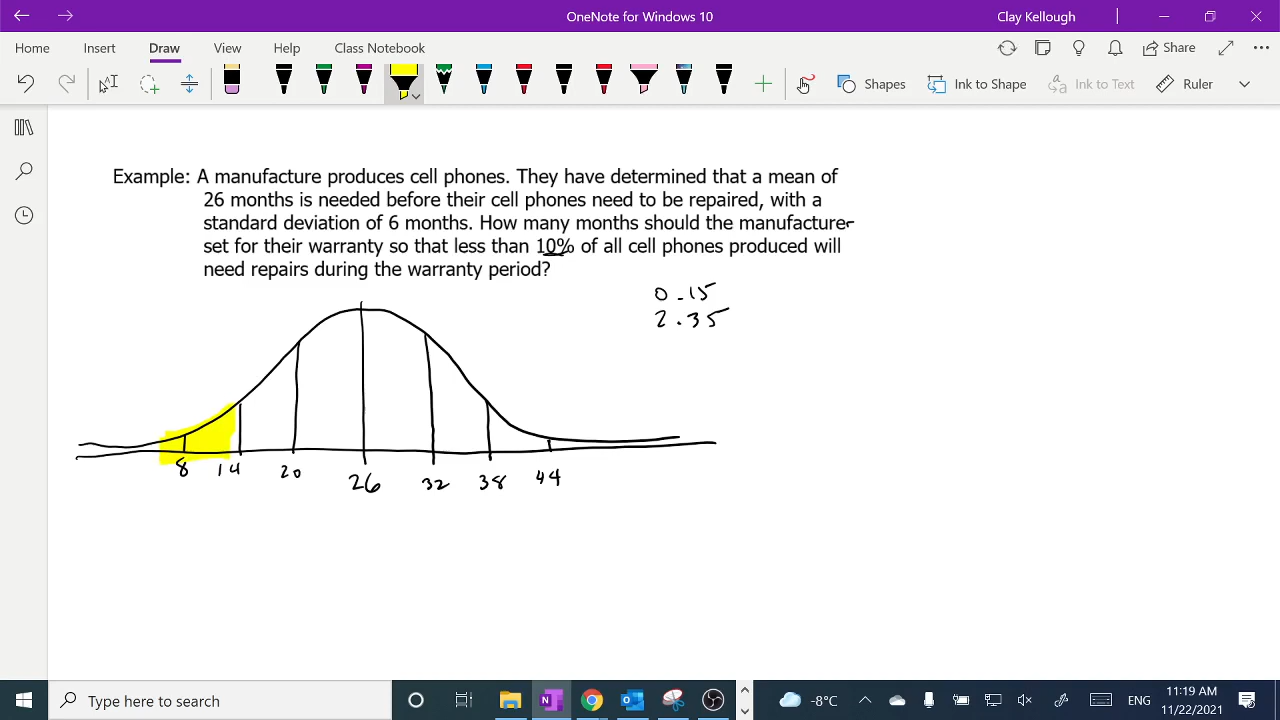 OneNote for Windows 10
Clay Kellough
Home Insert Draw View Help Class Notebook
Share
Shapes Ink to Shape Ink to Text Ruler
Example: A manufacture produces cell phones. They have determined that a mean of
26 months is needed before their cell phones need to be repaired, with a
standard deviation of 6 months. How many months should the manufacturer
set for their warranty so that less than 10% of all cell phones produced will
need repairs during the warranty period?
0.15
2.35
8 14 20 26 32 38 44
Type here to search
-8°C
ENG
11:19 AM
11/22/2021